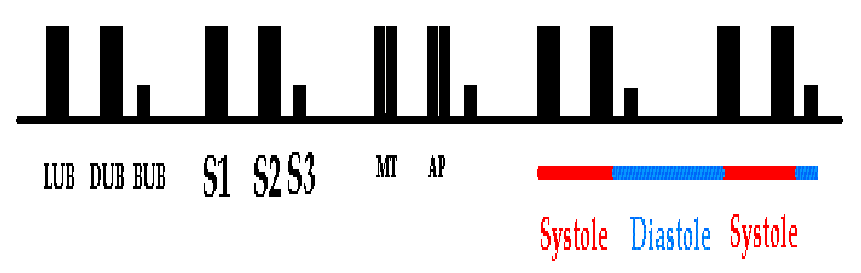 LUB DUB BUB S1 S2 S3 MT AP
Systole Diastole Systole